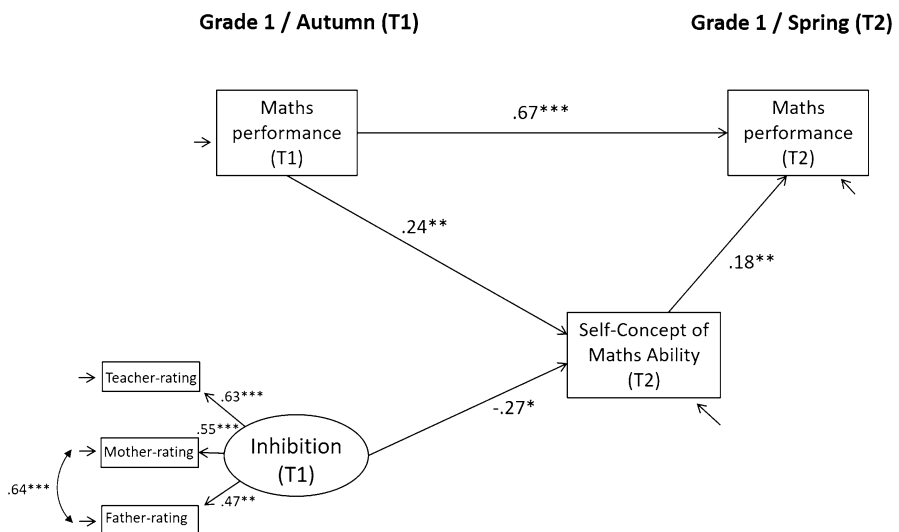 Grade 1 / Autumn (T1)
Grade 1 / Spring (T2)
Maths
performance
(T1)
.67***
Maths
performance
(T2)
.24**
.18**
Self-Concept of
Maths Ability
(T2)
-.27*
Teacher-rating
.63***
.55***
Mother-rating
Inhibition
(T1)
.64***
.47**
Father-rating